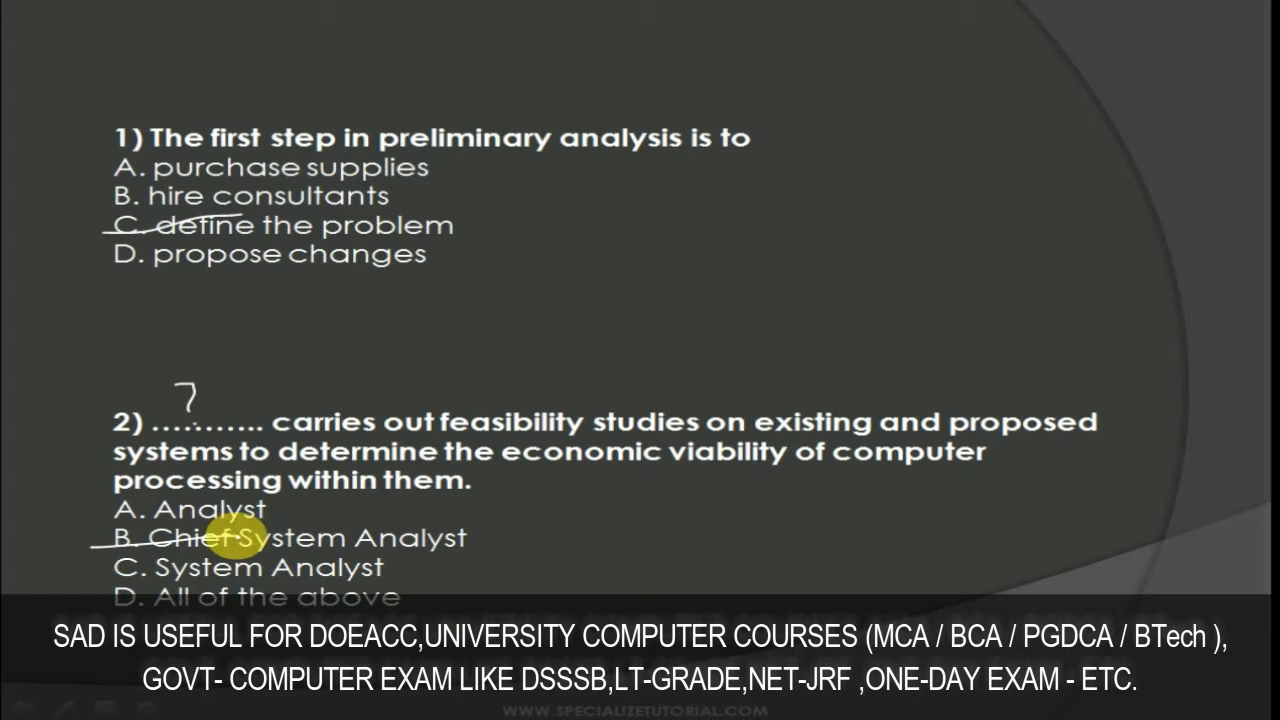 1) The first step in preliminary analysis is to
A. purchase supplies
B. hire consultants
C. define the problem
D. propose changes
?
2) ........... carries out feasibility studies on existing and proposed
systems to determine the economic viability of computer
processing within them.
A. Analyst
B. Chief System Analyst
C. System Analyst
D. All of the above
SAD IS USEFUL FOR DOEACC,UNIVERSITY COMPUTER COURSES (MCA / BCA / PGDCA / BTech ),
GOVT- COMPUTER EXAM LIKE DSSSB,LT-GRADE,NET-JRF ,ONE-DAY EXAM - ETC.
WWW.SPECIALIZETUTORIAL.COM